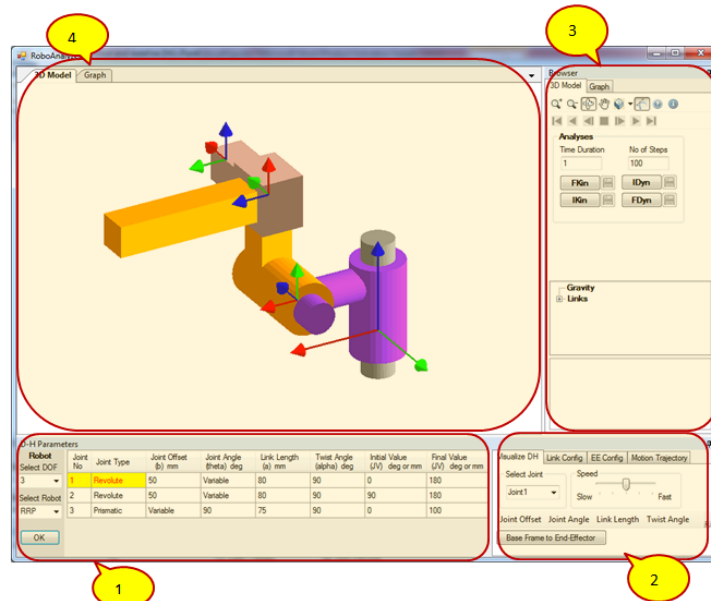 4
3
RoboAnaly
3D Model Graph
Browser
3D Model Graph
Analyses
Time Duration No of Steps
1 100
FKin IDyn
IKin FDyn
Gravity
Links
D-H Parameters
Robot
Select DOF
3
Select Robot
RRP
OK
Joint No Joint Type Joint Offset (b) mm Joint Angle (theta) deg Link Length (a) mm Twist Angle (alpha) deg Initial Value (JV) deg or mm Final Value (JV) deg or mm
1 Revolute 50 Variable 80 90 0 180
2 Revolute 50 Variable 80 90 90 180
3 Prismatic Variable 90 75 90 0 100
Visualize DH Link Config EE Config Motion Trajectory
Select Joint Speed
Joint1
Slow Fast
Joint Offset Joint Angle Link Length Twist Angle
Base Frame to End-Effector
1
2